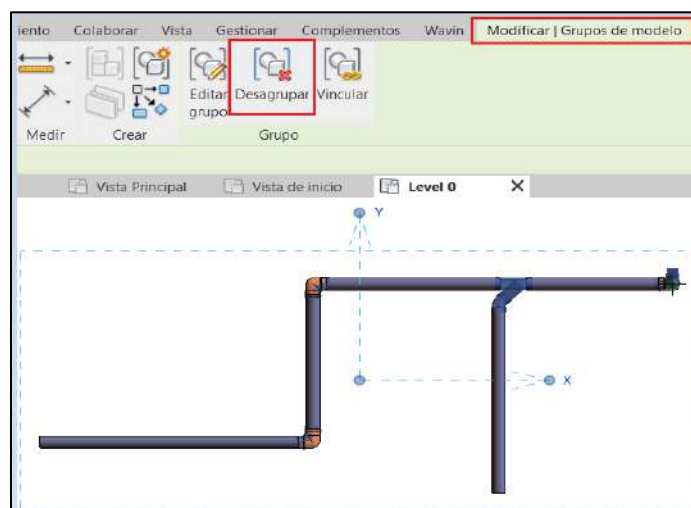 iento Colaborar Vista Gestionar Complementos Wavin Modificar | Grupos de modelo
Editar Desagrupar Vincular
grupo
Medir Crear Grupo
Vista Principal Vista de inicio Level 0
Y
X